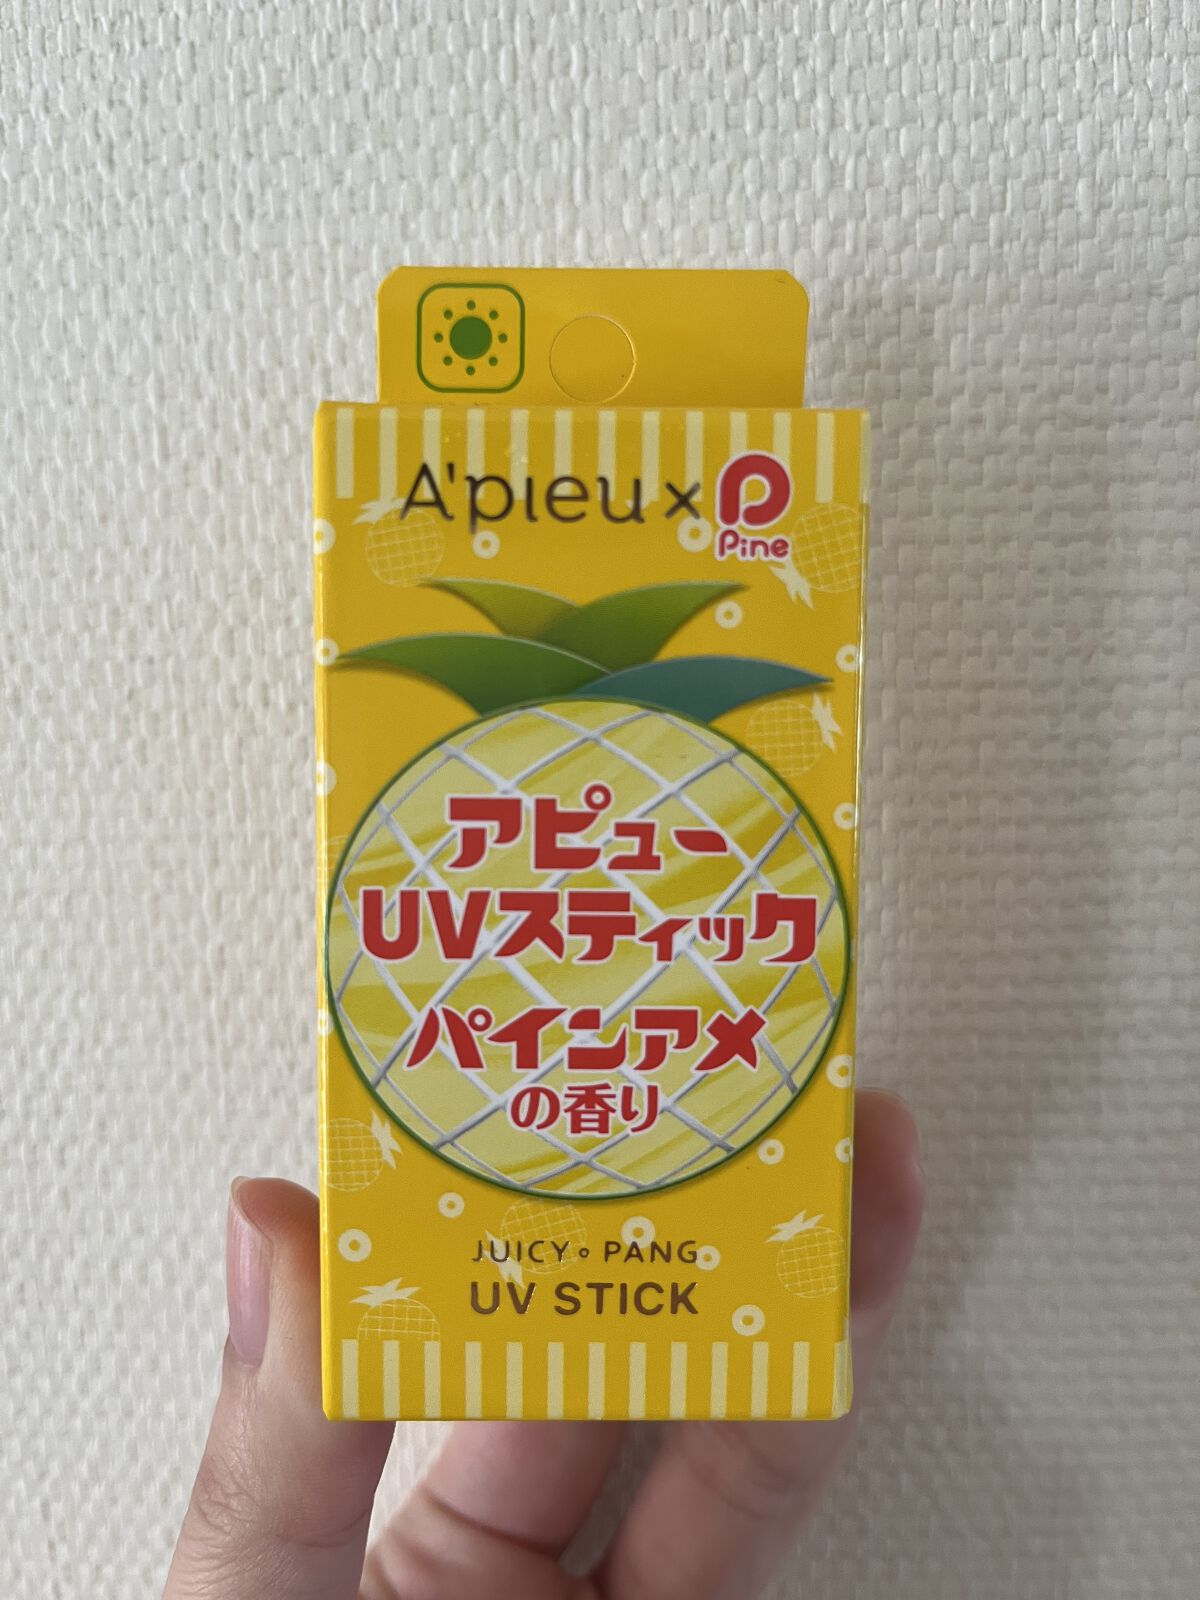 A'pieu x P
Pine
アピュー
UVスティック
パインアメ
の香り
JUICY PANG
UV STICK